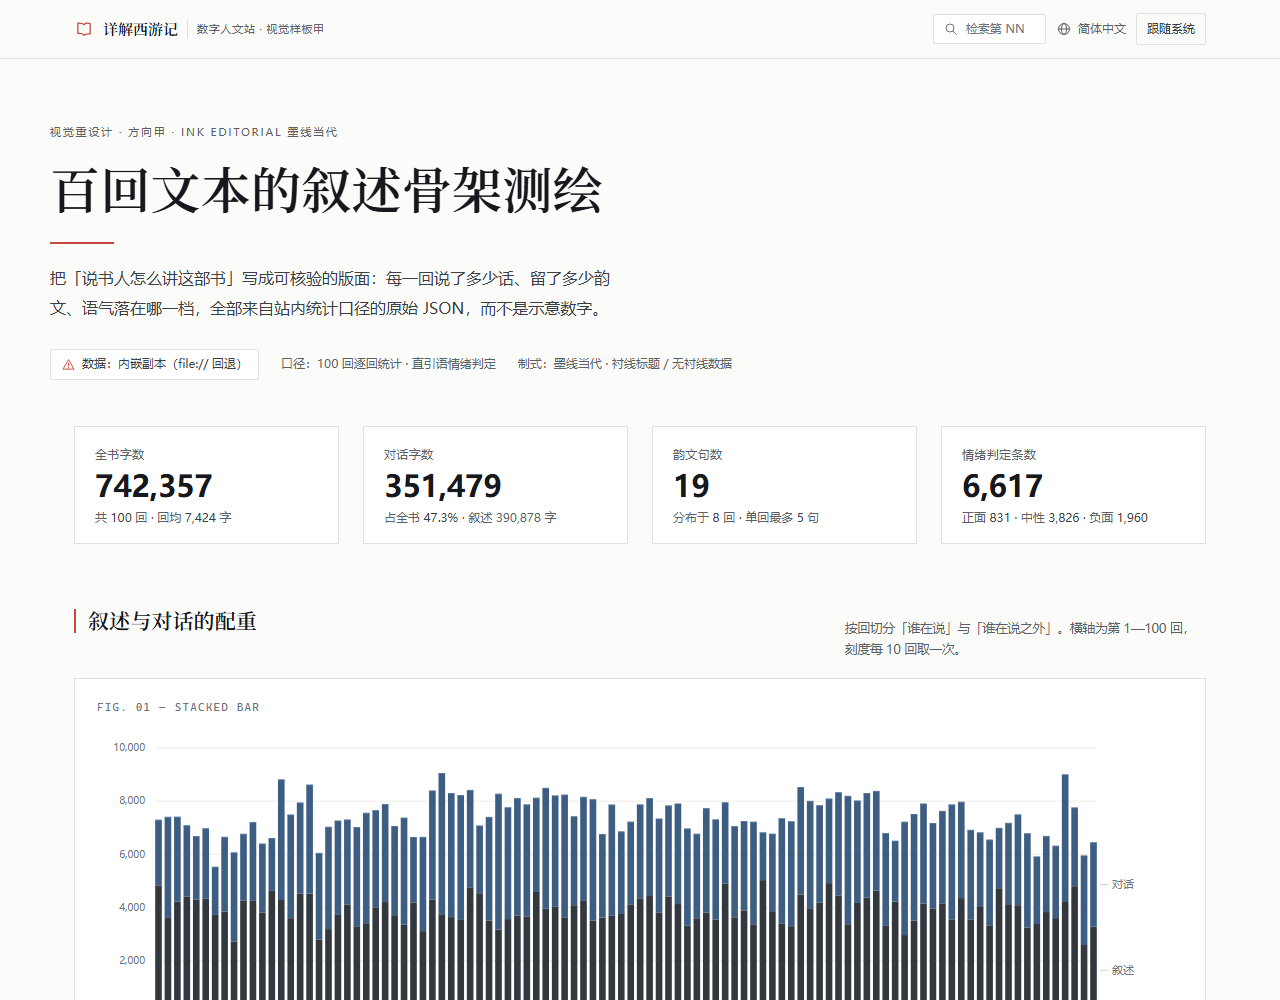 详解西游记 数字人文站 · 视觉样板甲
检索第 NN 简体中文 跟随系统
视觉重设计 · 方向甲 · INK EDITORIAL 墨线当代
百回文本的叙述骨架测绘
把「说书人怎么讲这部书」写成可核验的版面：每一回说了多少话、留了多少韵
文、语气落在哪一档，全部来自站内统计口径的原始 JSON，而不是示意数字。
数据：内嵌副本（file:// 回退） 口径：100 回逐回统计 · 直引语情绪判定 制式：墨线当代 · 衬线标题 / 无衬线数据
全书字数
742,357
共 100 回 · 回均 7,424 字
对话字数
351,479
占全书 47.3% · 叙述 390,878 字
韵文句数
19
分布于 8 回 · 单回最多 5 句
情绪判定条数
6,617
正面 831 · 中性 3,826 · 负面 1,960
叙述与对话的配重
按回切分「谁在说」与「谁在说之外」。横轴为第 1—100 回，
刻度每 10 回取一次。
FIG. 01 — STACKED BAR
10,000
8,000
6,000
对话
4,000
2,000
叙述